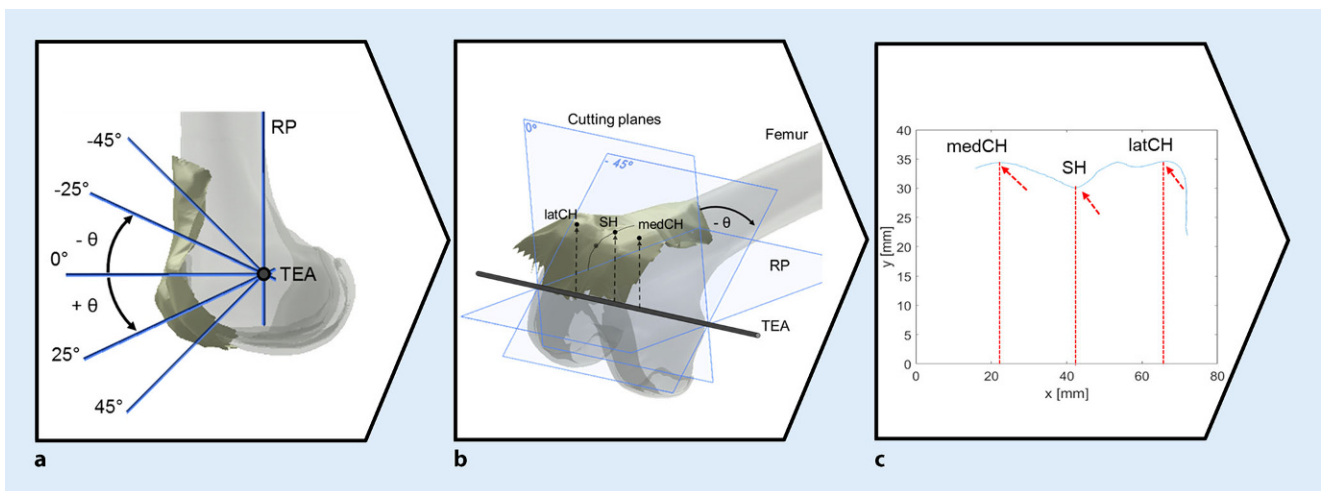 RP
-45°
-25°
- θ
0°
TEA
+ θ
25°
45°
a
Cutting planes
Femur
0°
- 45°
latCH
SH
medCH
- θ
RP
TEA
b
40
35
30
25
20
15
10
5
0
y [mm]
medCH
SH
latCH
0
20
40
60
80
x [mm]
c